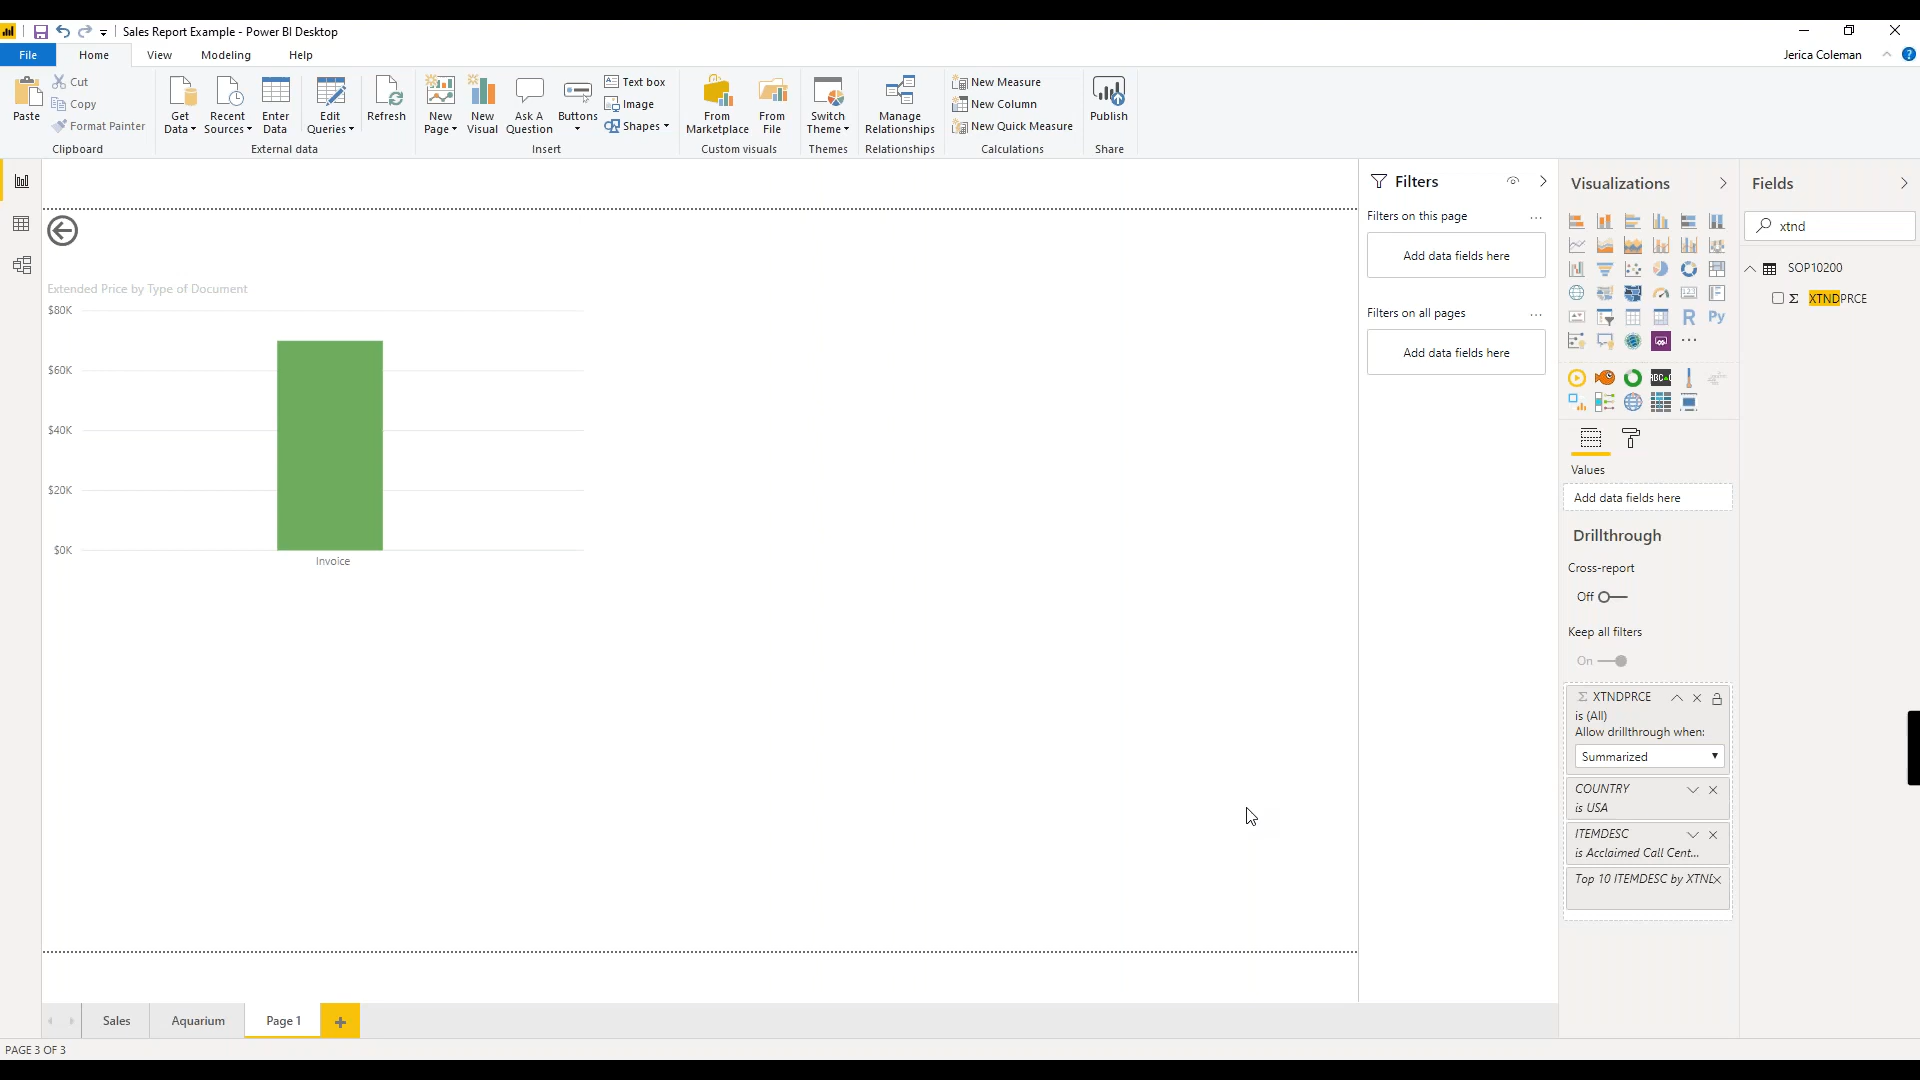 Sales Report Example - Power BI Desktop
File Home View Modeling Help Jerica Coleman ?
Paste
Cut
Copy
Format Painter
Clipboard
Get Data
Recent Sources
Enter Data
Edit Queries
Refresh
External data
New Page
New Visual
Ask A Question
Buttons
Text box
Image
Shapes
Insert
From Marketplace
From File
Custom visuals
Switch Theme
Themes
Manage Relationships
Relationships
New Measure
New Column
New Quick Measure
Calculations
Publish
Share
Extended Price by Type of Document
$80K
$60K
$40K
$20K
$0K
Invoice
Filters
Filters on this page ...
Add data fields here
Filters on all pages ...
Add data fields here
Visualizations
R Py
...
Values
Add data fields here
Drillthrough
Cross-report
Off
Keep all filters
On
Σ XTNDPRCE
is (All)
Allow drillthrough when:
Summarized
COUNTRY
is USA
ITEMDESC
is Acclaimed Call Cent...
Top 10 ITEMDESC by
Fields
xtnd
SOP10200
Σ XTNDPRCE
Sales Aquarium Page 1 +
PAGE 3 OF 3